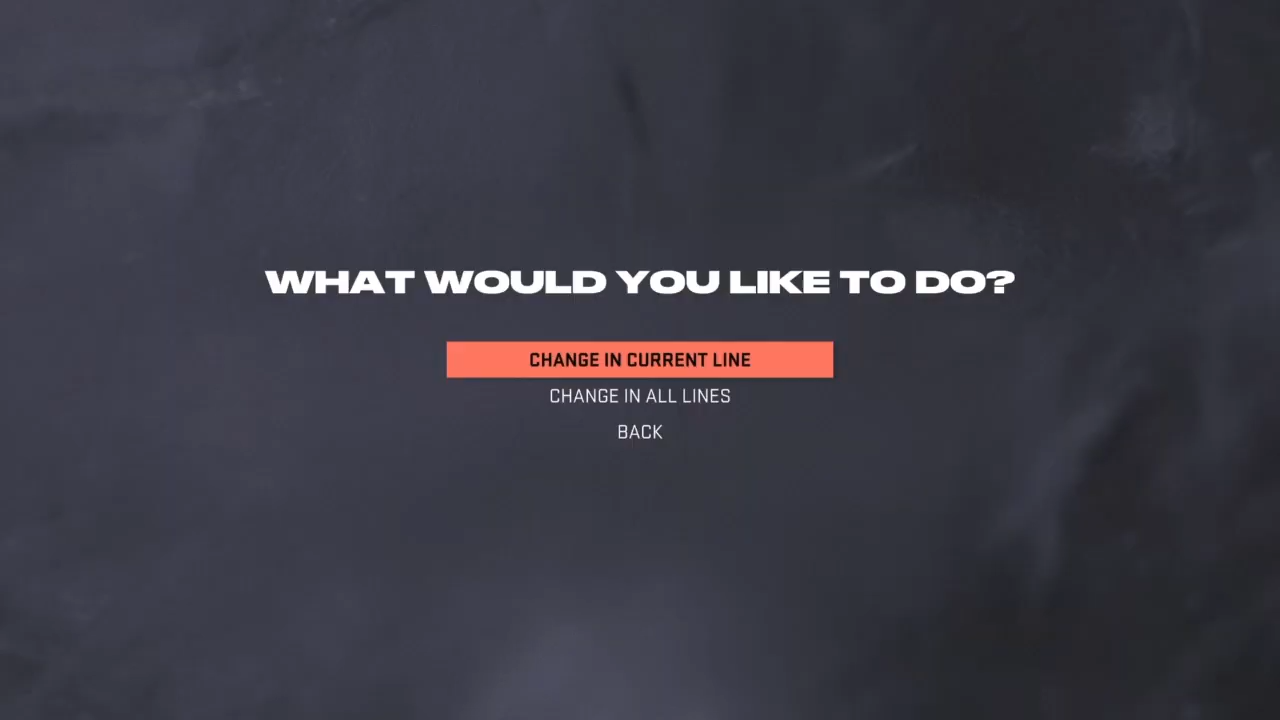 WHAT WOULD YOU LIKE TO DO?
CHANGE IN CURRENT LINE
CHANGE IN ALL LINES
BACK